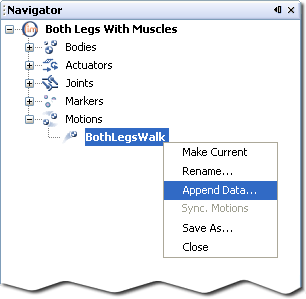 Navigator
Both Legs With Muscles
Bodies
Actuators
Joints
Markers
Motions
BothLegsWalk
Make Current
Rename...
Append Data...
Sync. Motions
Save As...
Close